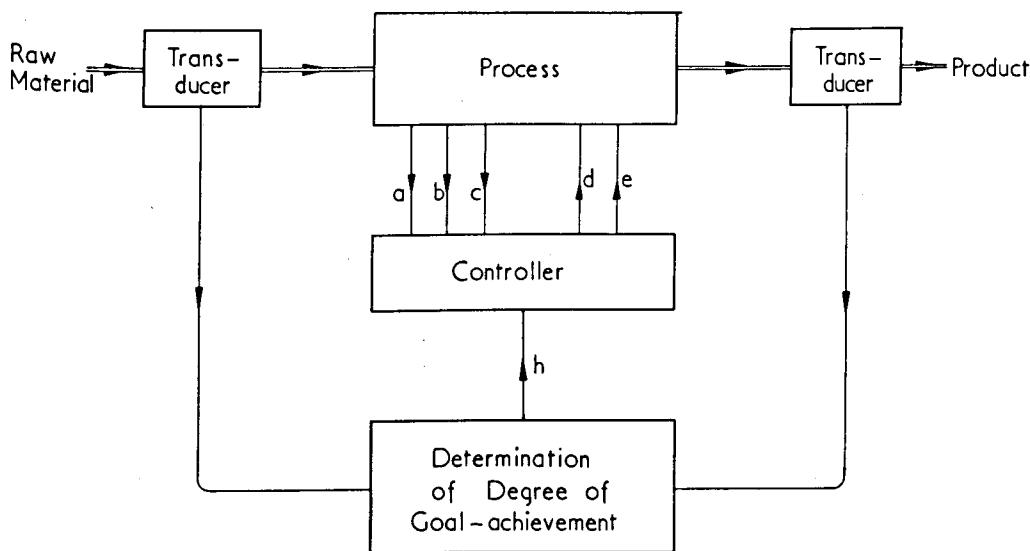 Raw
Material
Trans-
ducer
Process
Trans-
ducer
Product
a
b
c
d
e
Controller
h
Determination
of Degree of
Goal-achievement